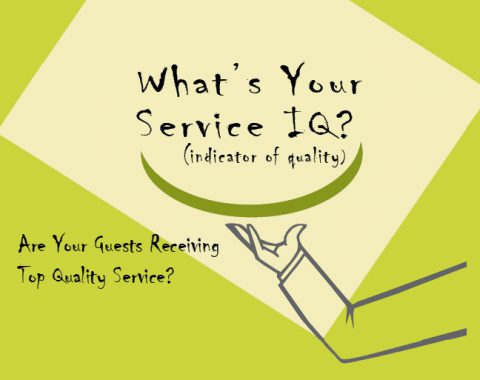 What's Your
Service IQ?
(indicator of quality)
Are Your Guests Receiving
Top Quality Service?